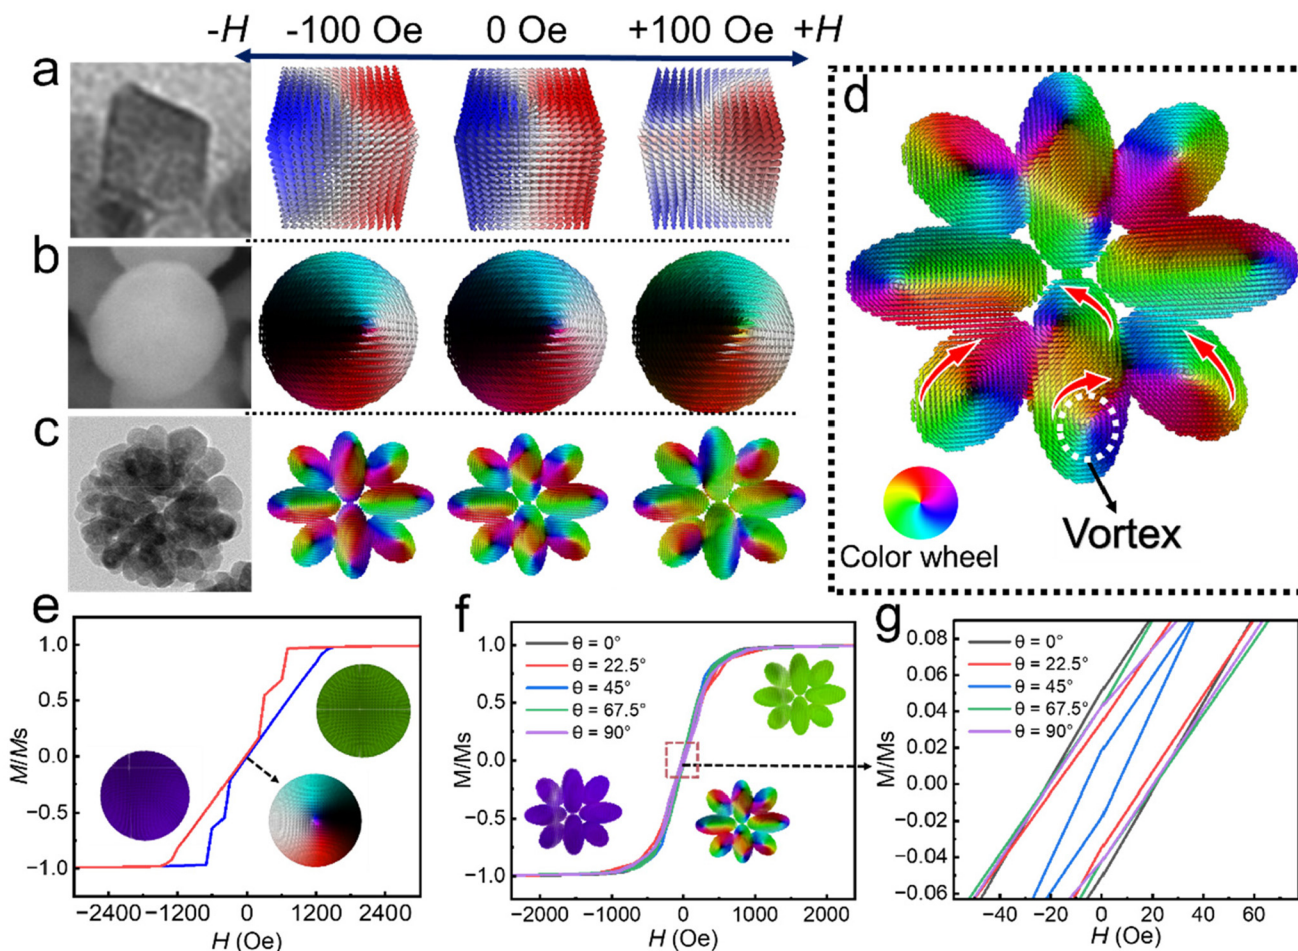 -H -100 Oe 0 Oe +100 Oe +H
a
b
c
d
Vortex
Color wheel
e
M/Ms
1.0
0.5
0.0
−0.5
−1.0
−2400 −1200 0 1200 2400
H (Oe)
f
M/Ms
1.0
0.5
0.0
−0.5
−1.0
θ = 0°
θ = 22.5°
θ = 45°
θ = 67.5°
θ = 90°
−2000 −1000 0 1000 2000
H (Oe)
g
M/Ms
0.08
0.06
0.04
0.02
0.00
−0.02
−0.04
−0.06
θ = 0°
θ = 22.5°
θ = 45°
θ = 67.5°
θ = 90°
−40 −20 0 20 40 60
H (Oe)